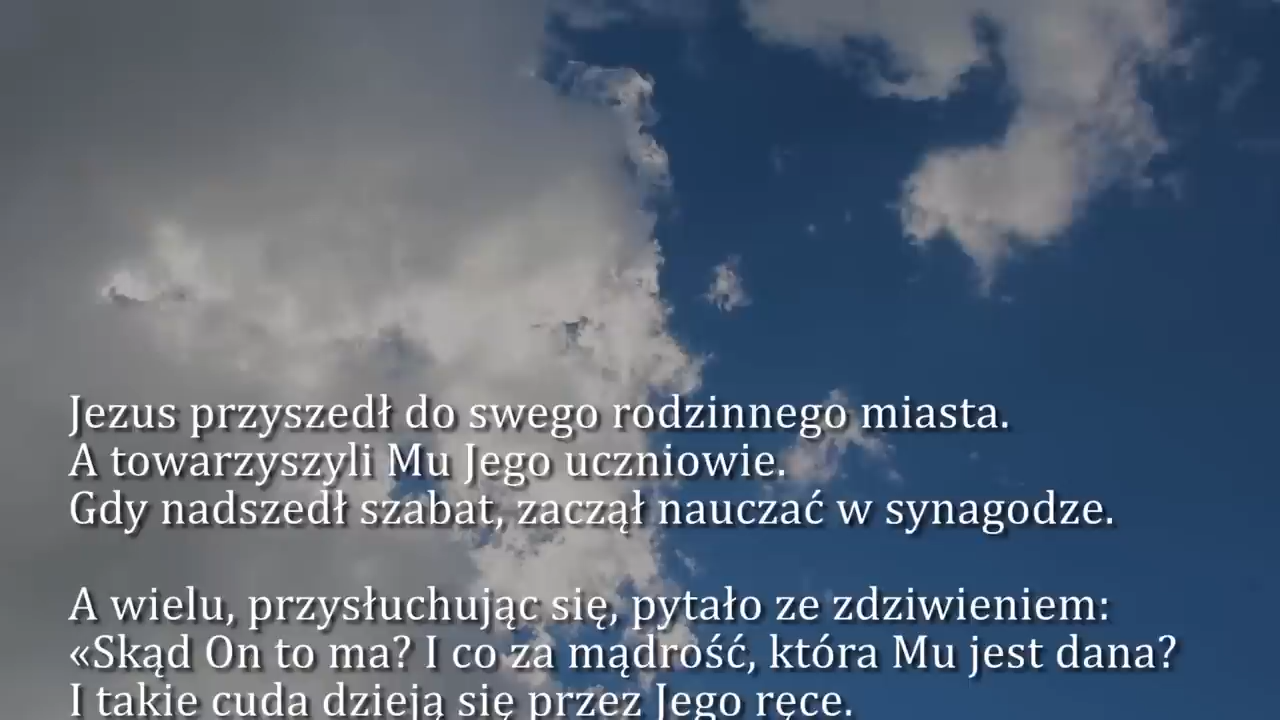 Jezus przyszedł do swego rodzinnego miasta.
A towarzyszyli Mu Jego uczniowie.
Gdy nadszedł szabat, zaczął nauczać w synagodze.
A wielu, przysłuchując się, pytało ze zdziwieniem:
«Skąd On to ma? I co za mądrość, która Mu jest dana?
I takie cuda dzieją się przez Jego ręce.